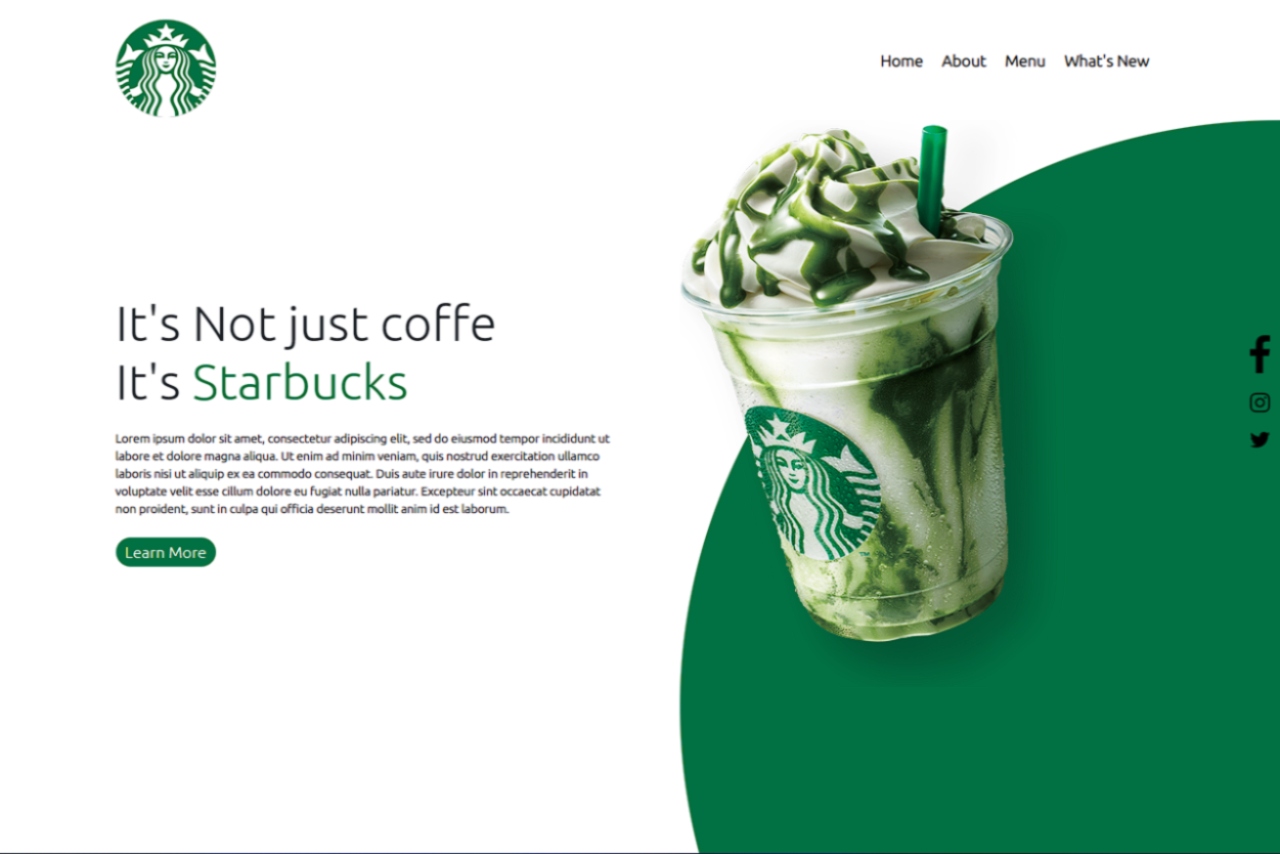 Home About Menu What's New
It's Not just coffe
It's Starbucks
Lorem ipsum dolor sit amet, consectetur adipiscing elit, sed do eiusmod tempor incididunt ut
labore et dolore magna aliqua. Ut enim ad minim veniam, quis nostrud exercitation ullamco
laboris nisi ut aliquip ex ea commodo consequat. Duis aute irure dolor in reprehenderit in
voluptate velit esse cillum dolore eu fugiat nulla pariatur. Excepteur sint occaecat cupidatat
non proident, sunt in culpa qui officia deserunt mollit anim id est laborum.
Learn More